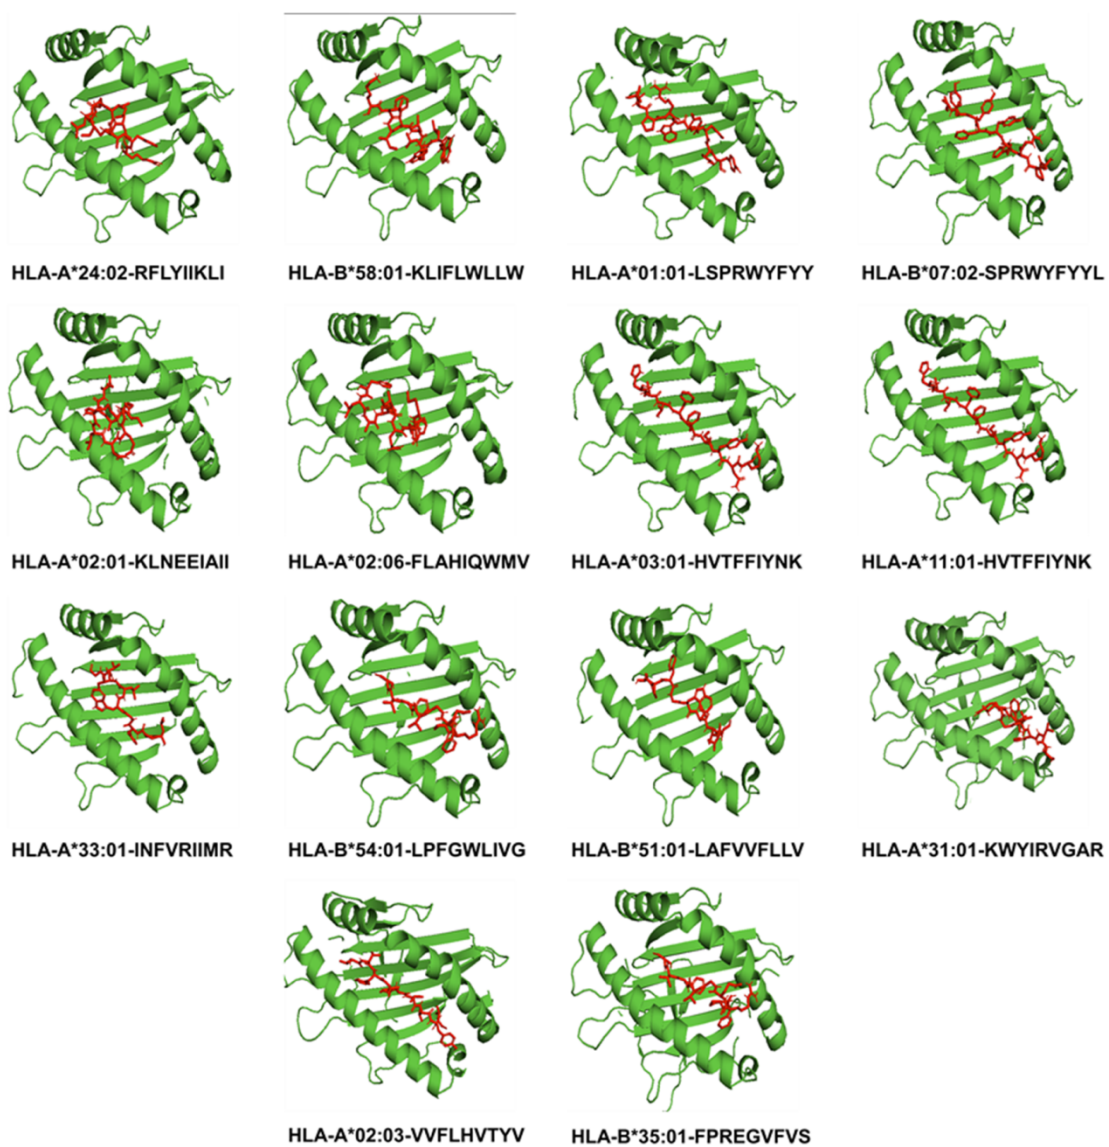 HLA-A*24:02-RFLYIIKLI
HLA-B*58:01-KLIFLWLLW
HLA-A*01:01-LSPRWYFYY
HLA-B*07:02-SPRWYFYYL
HLA-A*02:01-KLNEEIAII
HLA-A*02:06-FLAHIQWMV
HLA-A*03:01-HVTFFIYNK
HLA-A*11:01-HVTFFIYNK
HLA-A*33:01-INFVRIIMR
HLA-B*54:01-LPFGWLIVG
HLA-B*51:01-LAFVVFLLV
HLA-A*31:01-KWYIRVGAR
HLA-A*02:03-VVFLHVTYV
HLA-B*35:01-FPREGVFVS